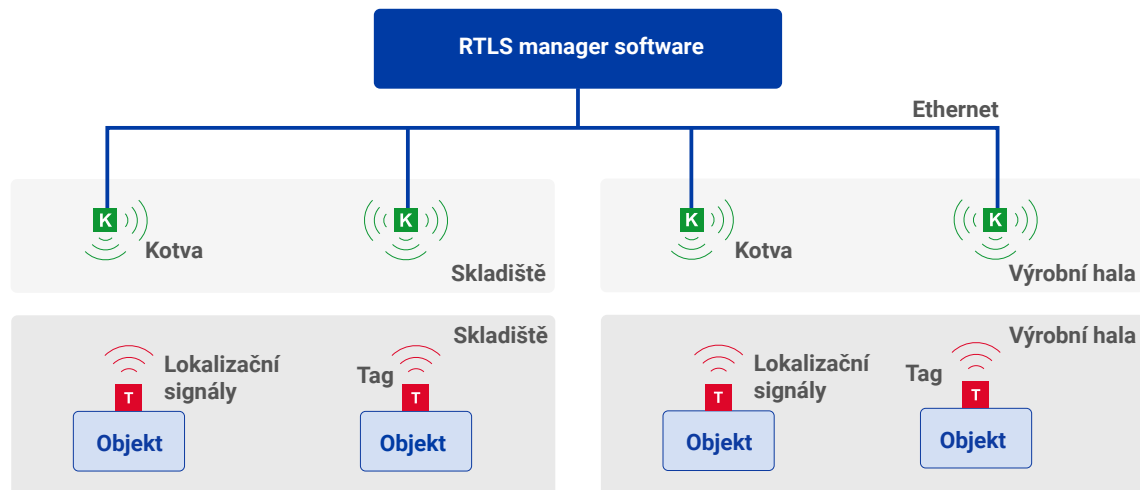 RTLS manager software
Ethernet
K
K
K
K
Kotva
Skladiště
Kotva
Výrobní hala
Skladiště
Výrobní hala
Lokalizační
signály
Tag
Lokalizační
signály
Tag
T
T
T
T
Objekt
Objekt
Objekt
Objekt